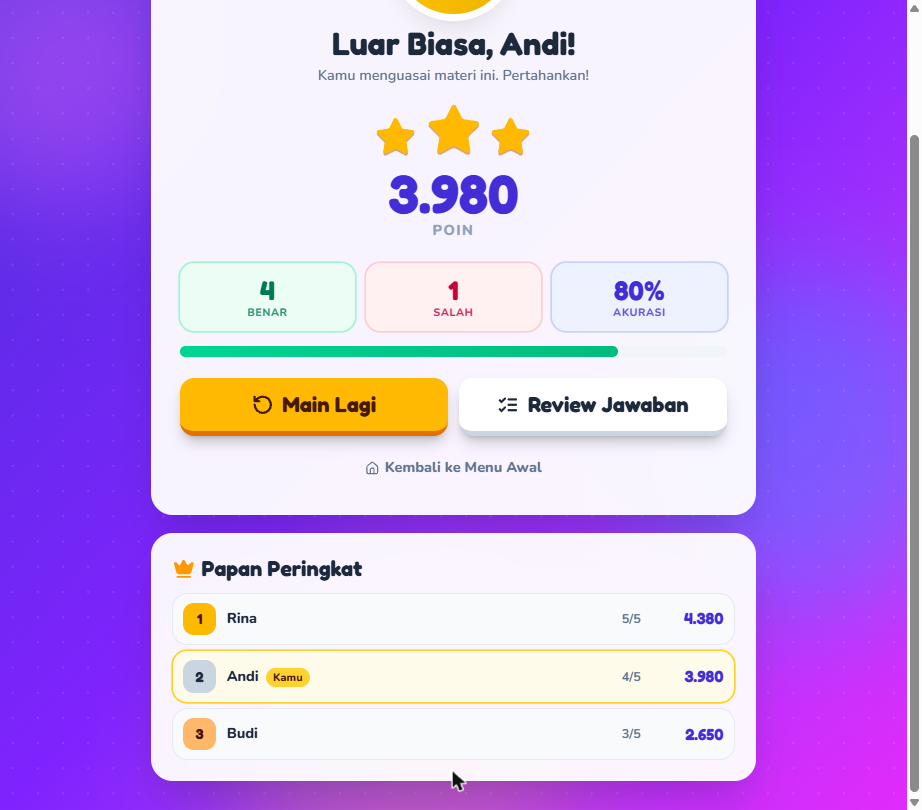 Luar Biasa, Andi!
Kamu menguasai materi ini. Pertahankan!
3.980
POIN
4
BENAR
1
SALAH
80%
AKURASI
Main Lagi
Review Jawaban
Kembali ke Menu Awal
Papan Peringkat
1 Rina 5/5 4.380
2 Andi Kamu 4/5 3.980
3 Budi 3/5 2.650